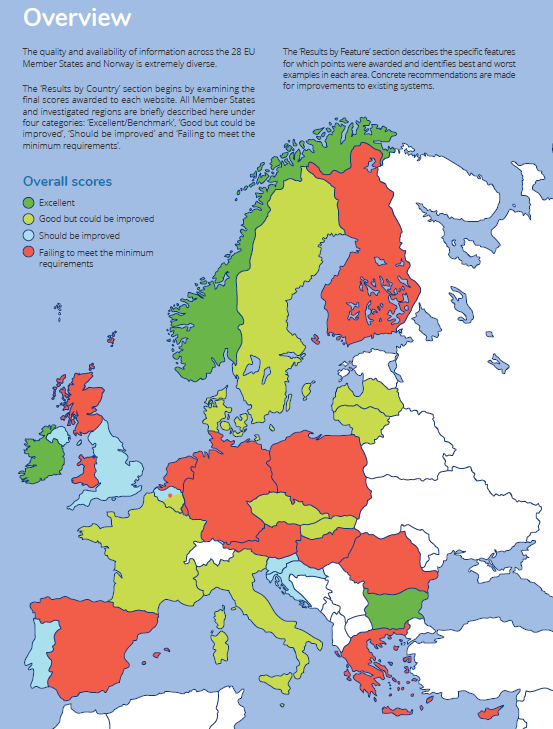 Overview
The quality and availability of information across the 28 EU
Member States and Norway is extremely diverse.
The ‘Results by Country’ section begins by examining the
final scores awarded to each website. All Member States
and investigated regions are briefly described here under
four categories: ‘Excellent/Benchmark’, ‘Good but could be
improved’, ‘Should be improved’ and ‘Failing to meet the
minimum requirements’.
The ‘Results by Feature’ section describes the specific features
for which points were awarded and identifies best and worst
examples in each area. Concrete recommendations are made
for improvements to existing systems.
Overall scores
Excellent
Good but could be improved
Should be improved
Failing to meet the minimum
requirements